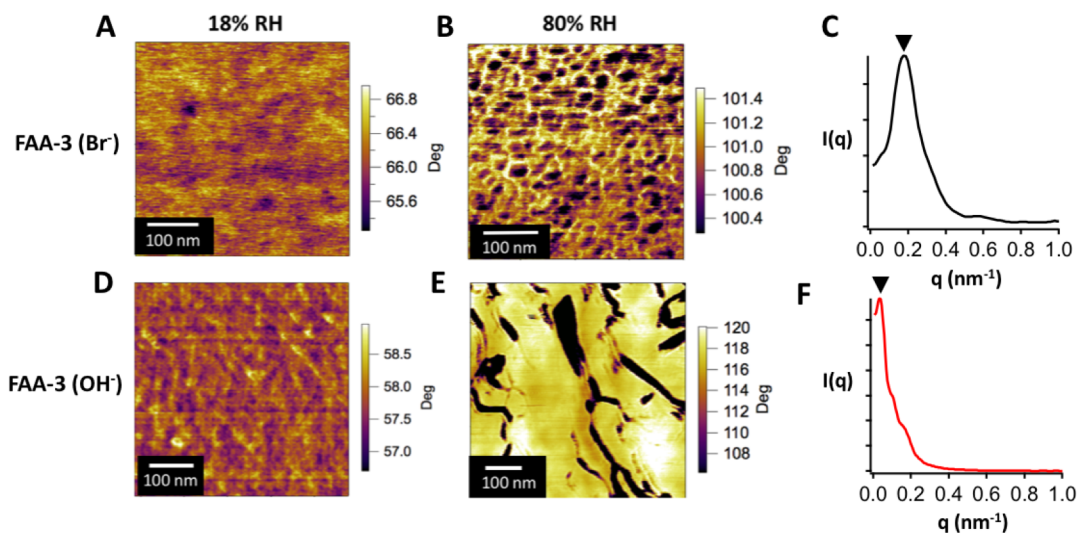 A 18% RH B 80% RH C
FAA-3 (Br-)
66.8
66.4
66.0
65.6
Deg
100 nm
101.4
101.2
101.0
100.8
100.6
100.4
Deg
100 nm
I(q)
0.0 0.2 0.4 0.6 0.8 1.0
q (nm-1)
D E F
FAA-3 (OH-)
58.5
58.0
57.5
57.0
Deg
100 nm
120
118
116
114
112
110
108
Deg
100 nm
I(q)
0.0 0.2 0.4 0.6 0.8 1.0
q (nm-1)